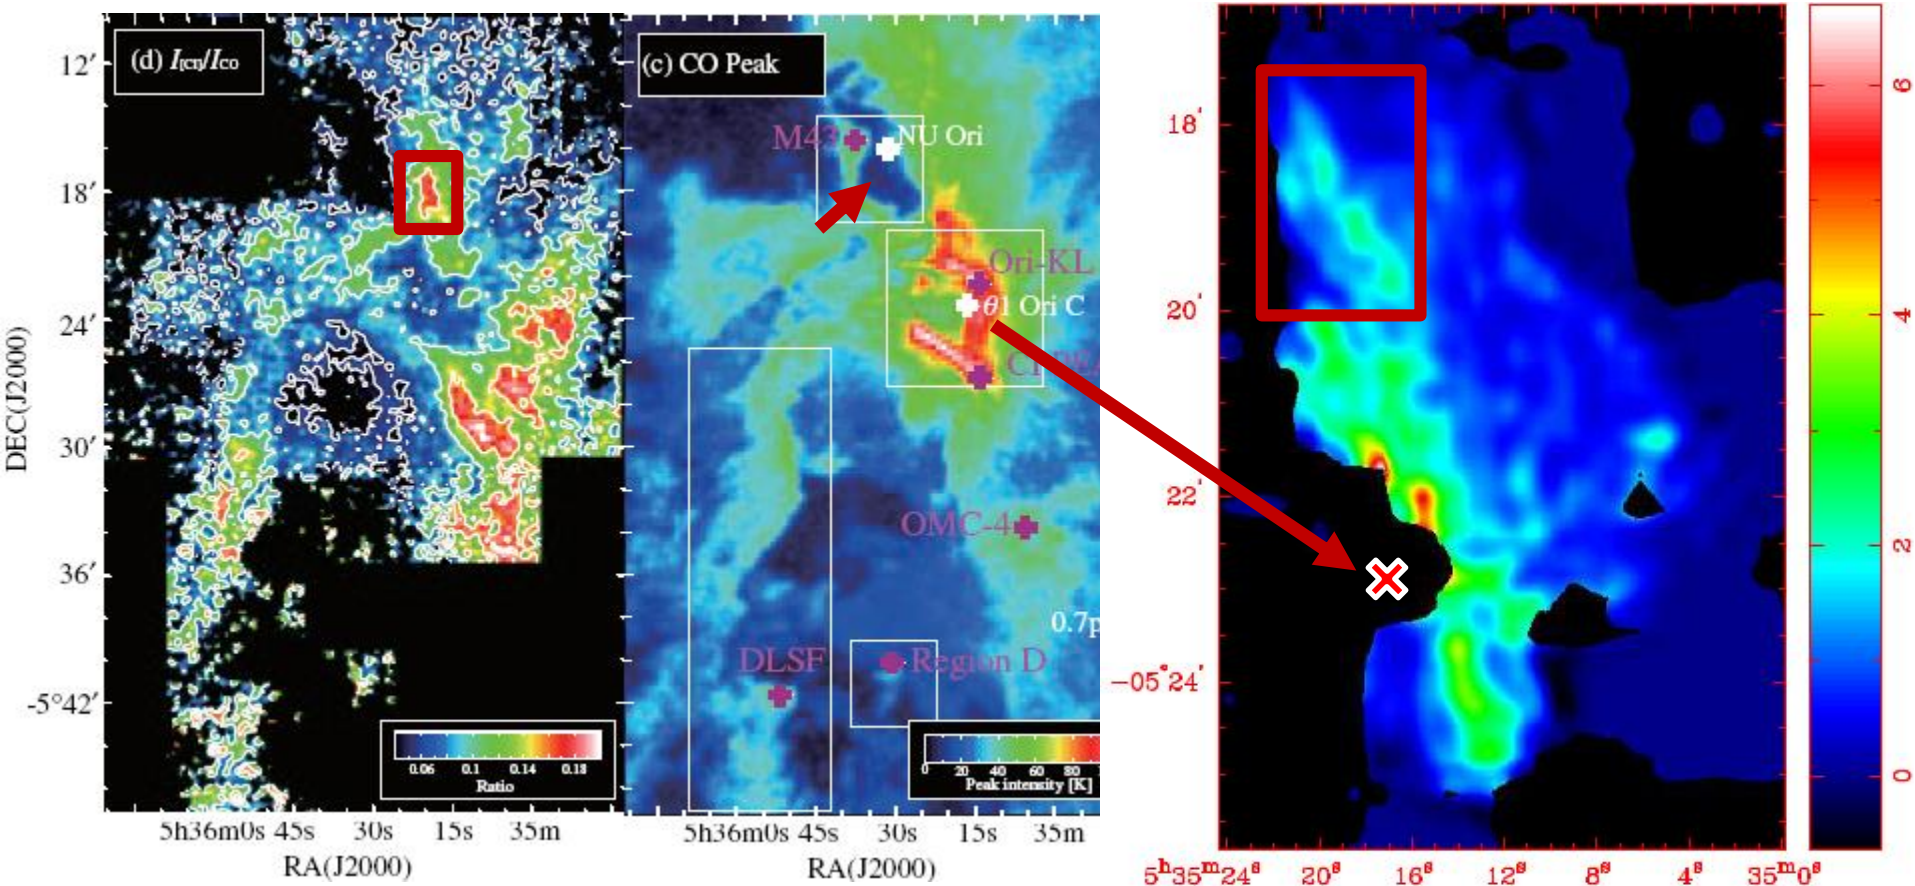 (d) I[CI]/ICO
12′
18′
24′
30′
36′
-5°42′
DEC(J2000)
0.06 0.1 0.14 0.18
Ratio
5h36m0s 45s 30s 15s 35m
RA(J2000)
(c) CO Peak
M43
NU Ori
Ori-KL
θ1 Ori C
OMC-4
0.7p
DLSF
Region D
0 20 40 60 80
Peak intensity [K]
5h36m0s 45s 30s 15s 35m
RA(J2000)
18′
20′
22′
−05°24′
5h35m24s 20s 16s 12s 8s 4s 35m0s
6
4
2
0